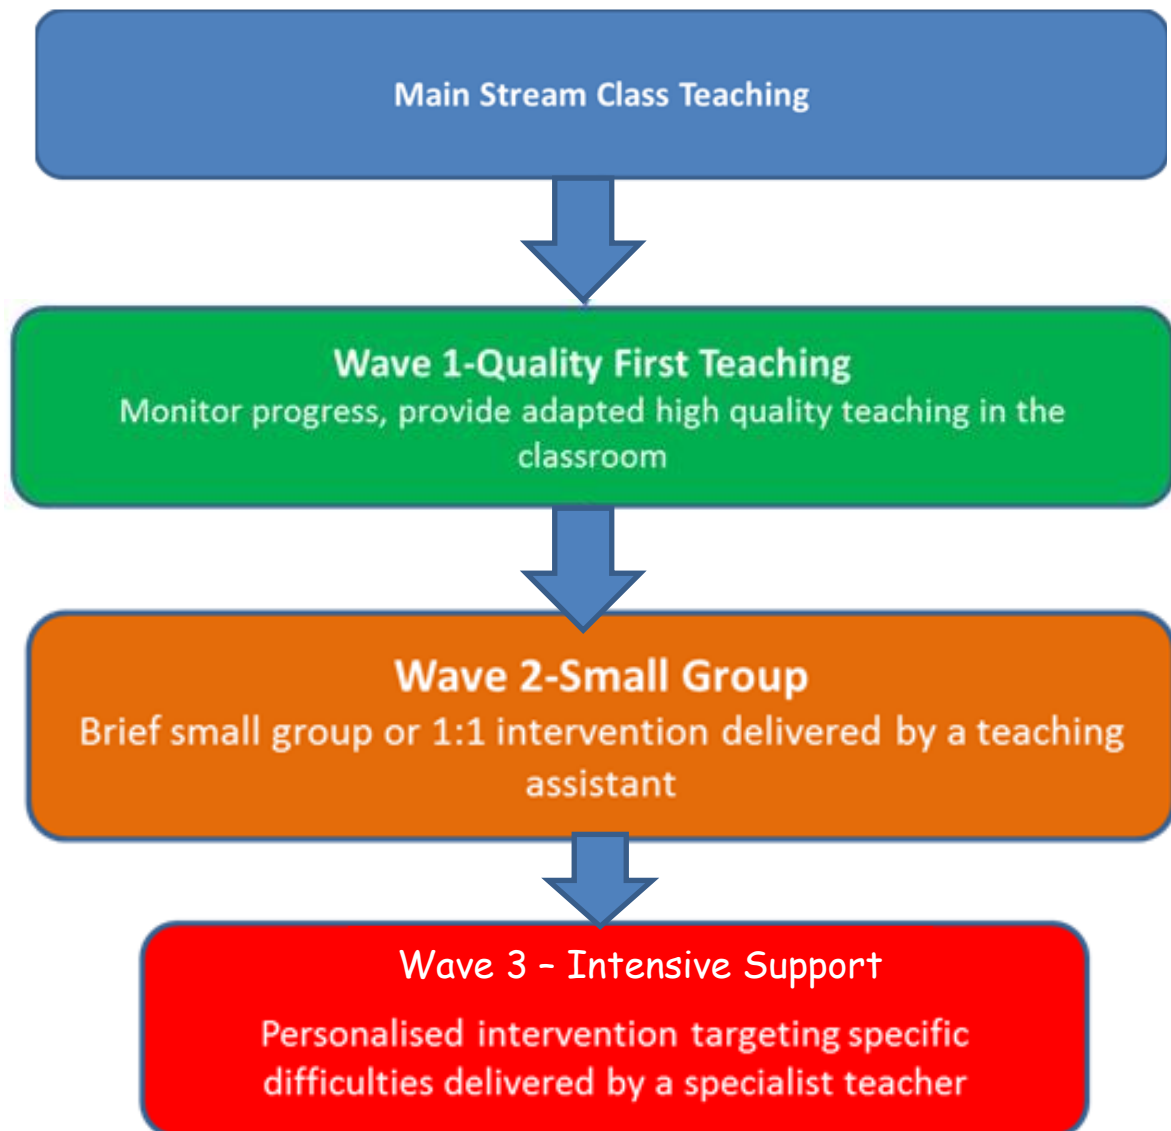 Main Stream Class Teaching
Wave 1-Quality First Teaching
Monitor progress, provide adapted high quality teaching in the
classroom
Wave 2-Small Group
Brief small group or 1:1 intervention delivered by a teaching
assistant
Wave 3 – Intensive Support
Personalised intervention targeting specific
difficulties delivered by a specialist teacher